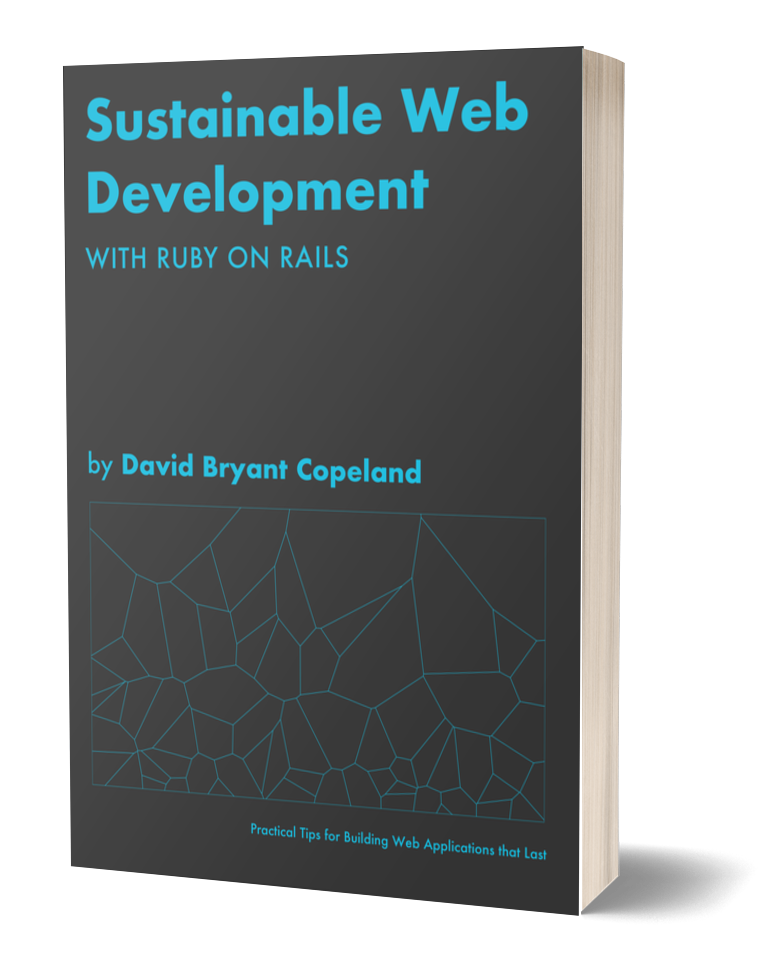 Sustainable Web
Development
WITH RUBY ON RAILS
by David Bryant Copeland
Practical Tips for Building Web Applications that Last